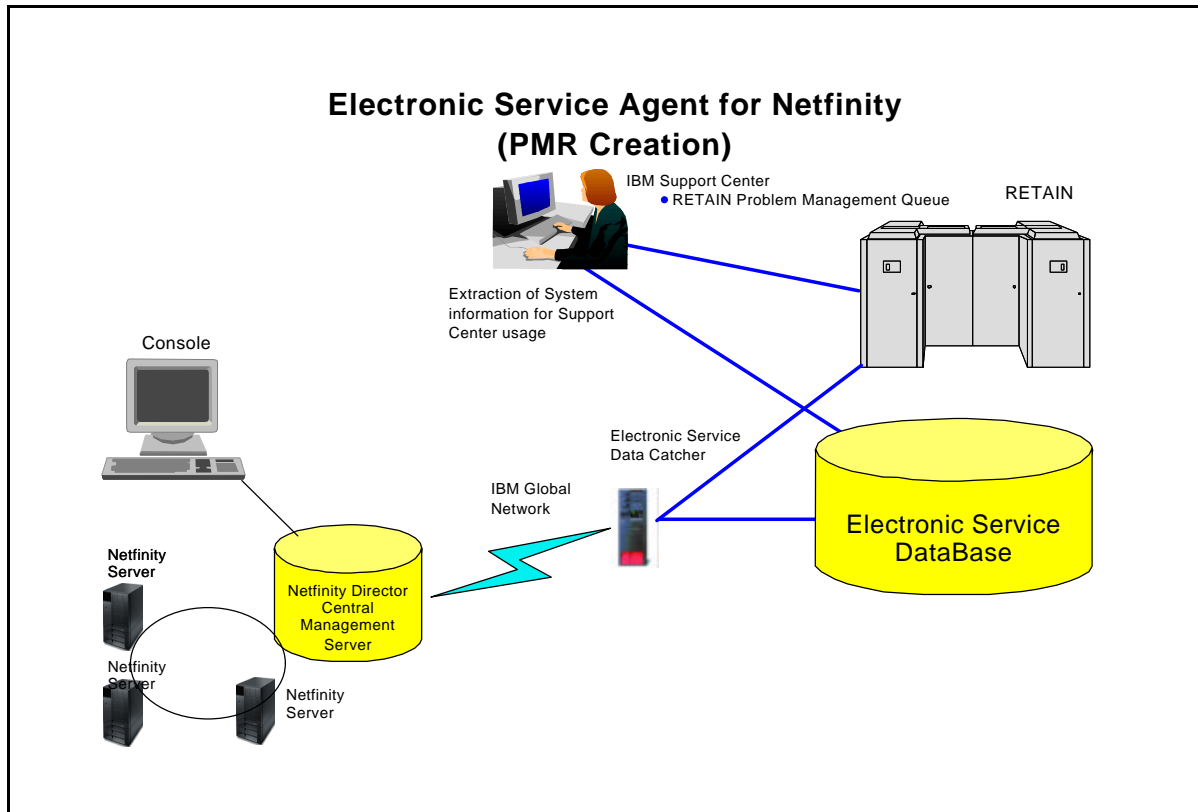 Electronic Service Agent for Netfinity
(PMR Creation)
IBM Support Center
• RETAIN Problem Management Queue
RETAIN
Extraction of System
information for Support
Center usage
Console
Electronic Service
Data Catcher
IBM Global
Network
Electronic Service
DataBase
Netfinity
Server
Netfinity Director
Central
Management
Server
Netfinity
Server
Netfinity
Server